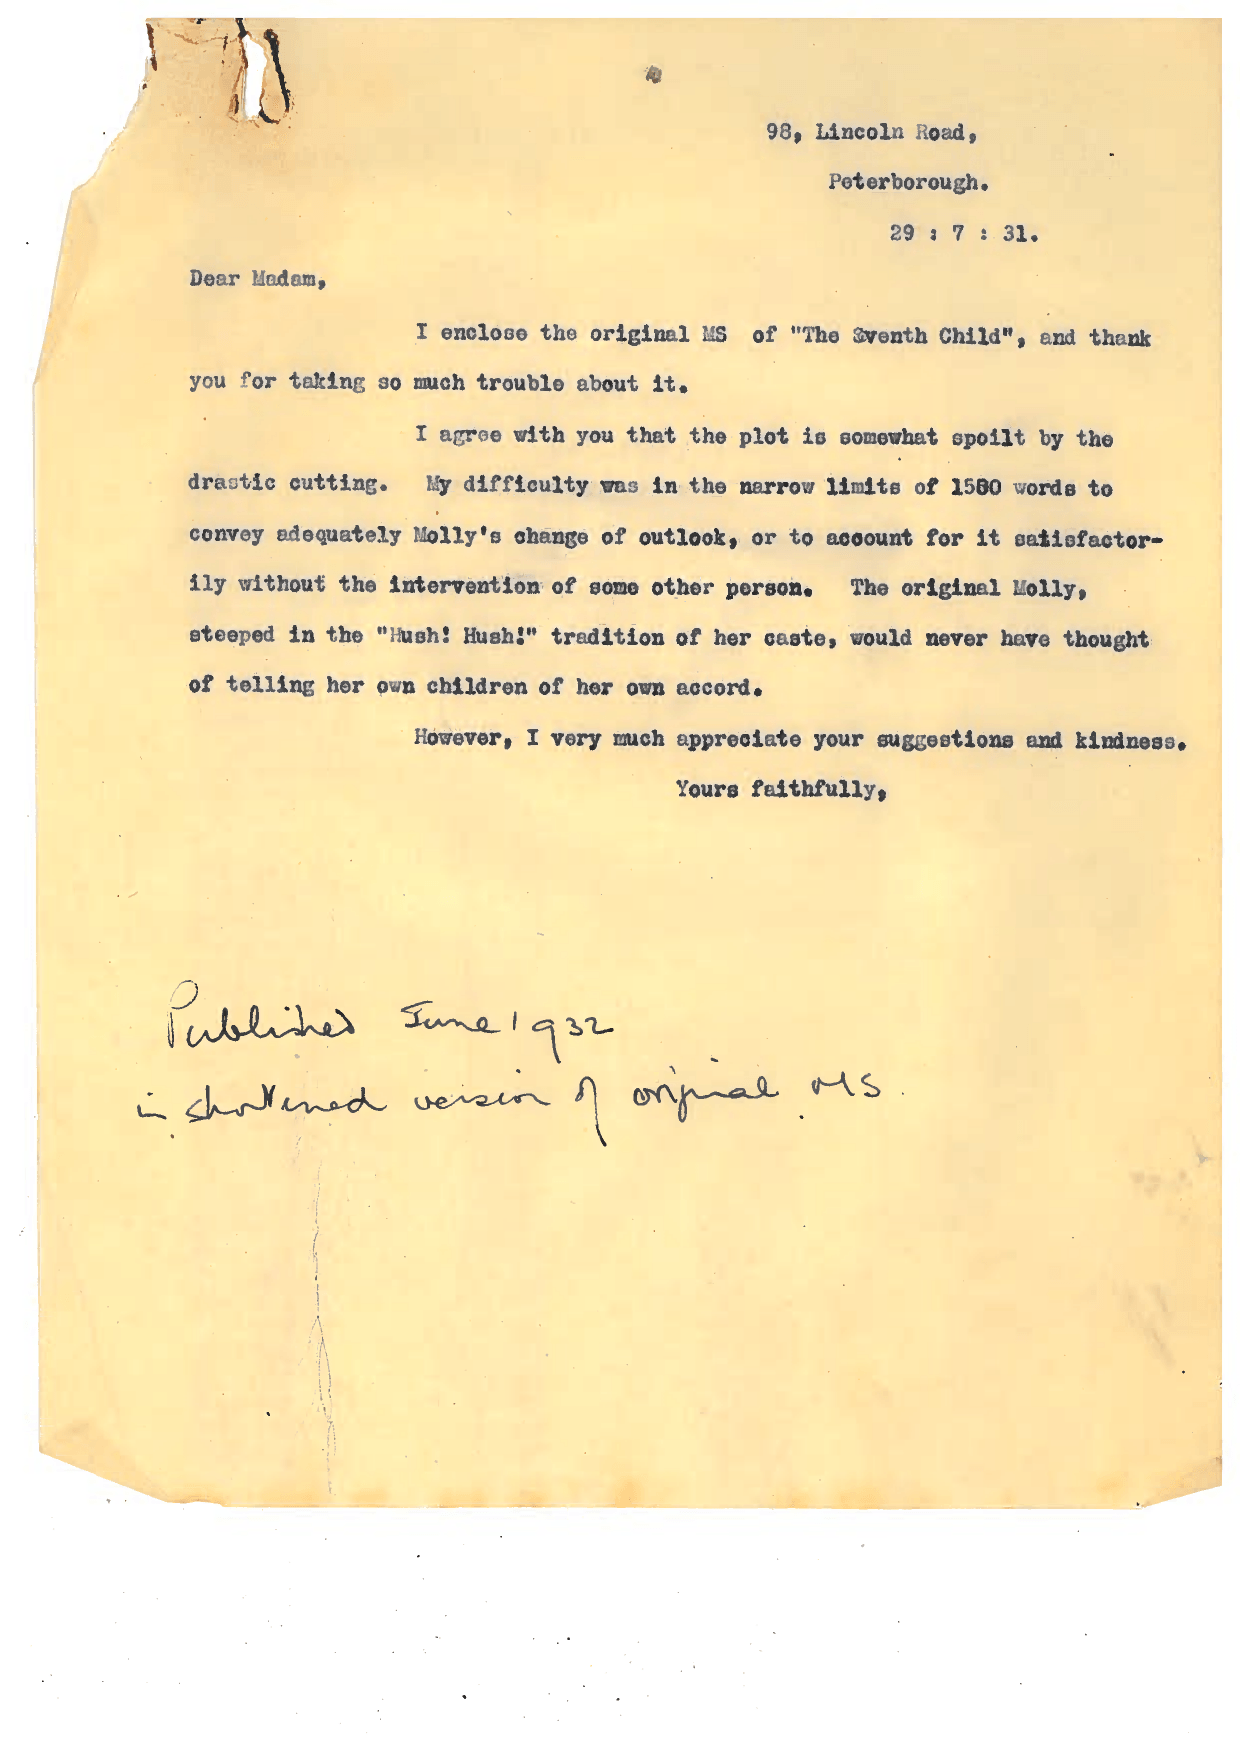 98, Lincoln Road,
Peterborough.
29 : 7 : 31.
Dear Madam,
I enclose the original MS of "The Seventh Child", and thank
you for taking so much trouble about it.
I agree with you that the plot is somewhat spoilt by the
drastic cutting. My difficulty was in the narrow limits of 1500 words to
convey adequately Molly's change of outlook, or to account for it satisfactor-
ily without the intervention of some other person. The original Molly,
steeped in the "Hush! Hush!" tradition of her caste, would never have thought
of telling her own children of her own accord.
However, I very much appreciate your suggestions and kindness.
Yours faithfully,
Published June 1932
in shortened version of original MS.